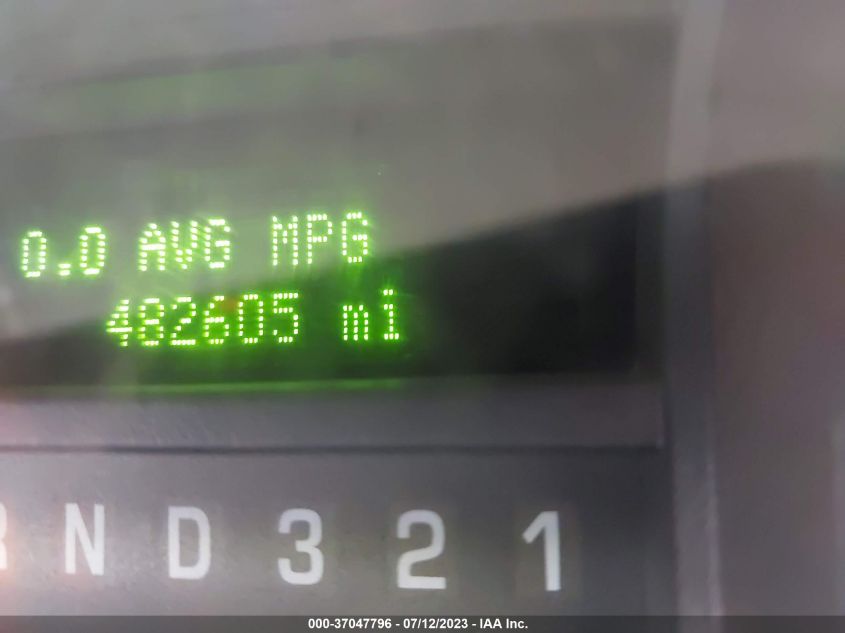 0.0 AVG MPG
482605 mi
N D 3 2 1
000-37047796 - 07/12/2023 - IAA Inc.